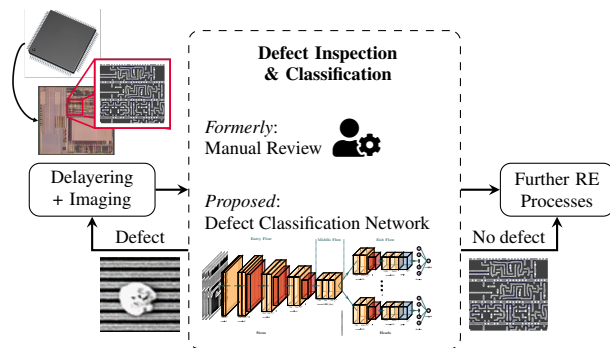 Defect Inspection
& Classification
Formerly:
Manual Review
Delayering
+ Imaging
Further RE
Processes
Proposed:
Defect Classification Network
Defect
No defect
Entry Flow
Middle Flow
Exit Flow
Stem
Heads